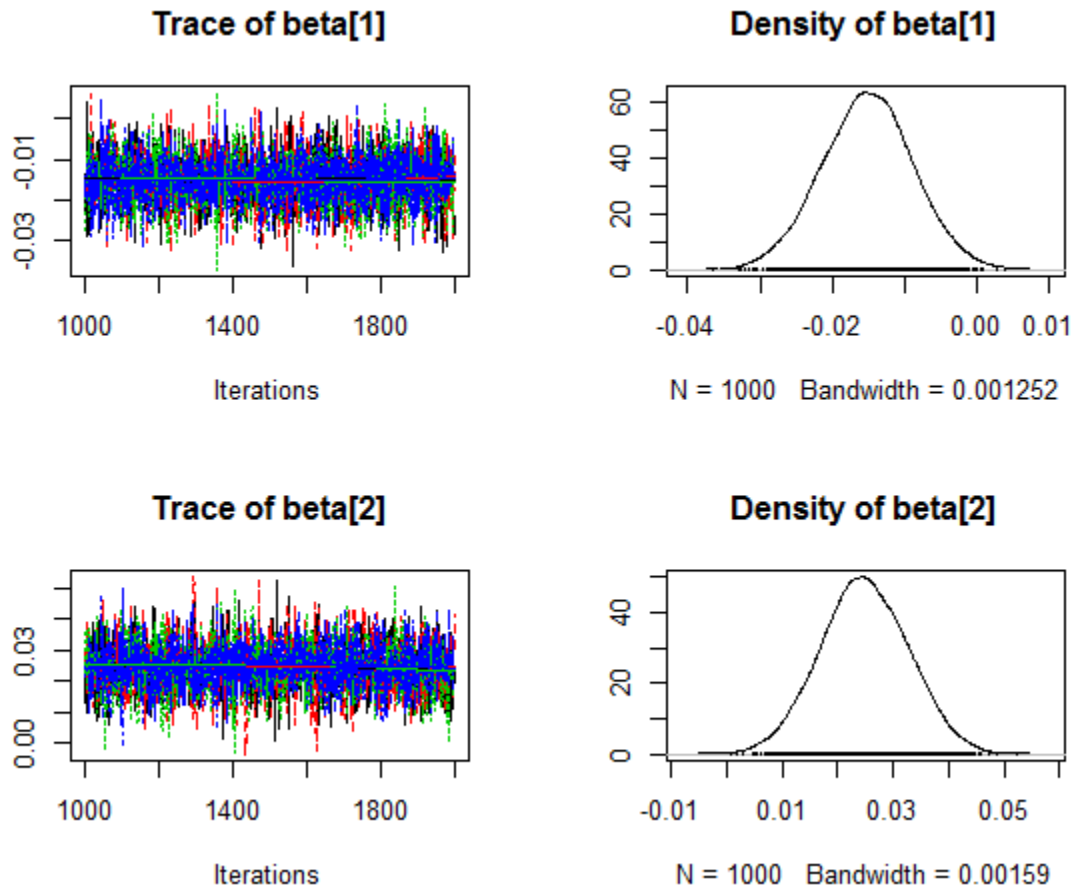 Trace of beta[1]
-0.03 -0.01
1000 1400 1800
Iterations
Density of beta[1]
0 20 40 60
-0.04 -0.02 0.00 0.01
N = 1000 Bandwidth = 0.001252
Trace of beta[2]
0.00 0.03
1000 1400 1800
Iterations
Density of beta[2]
0 20 40
-0.01 0.01 0.03 0.05
N = 1000 Bandwidth = 0.00159